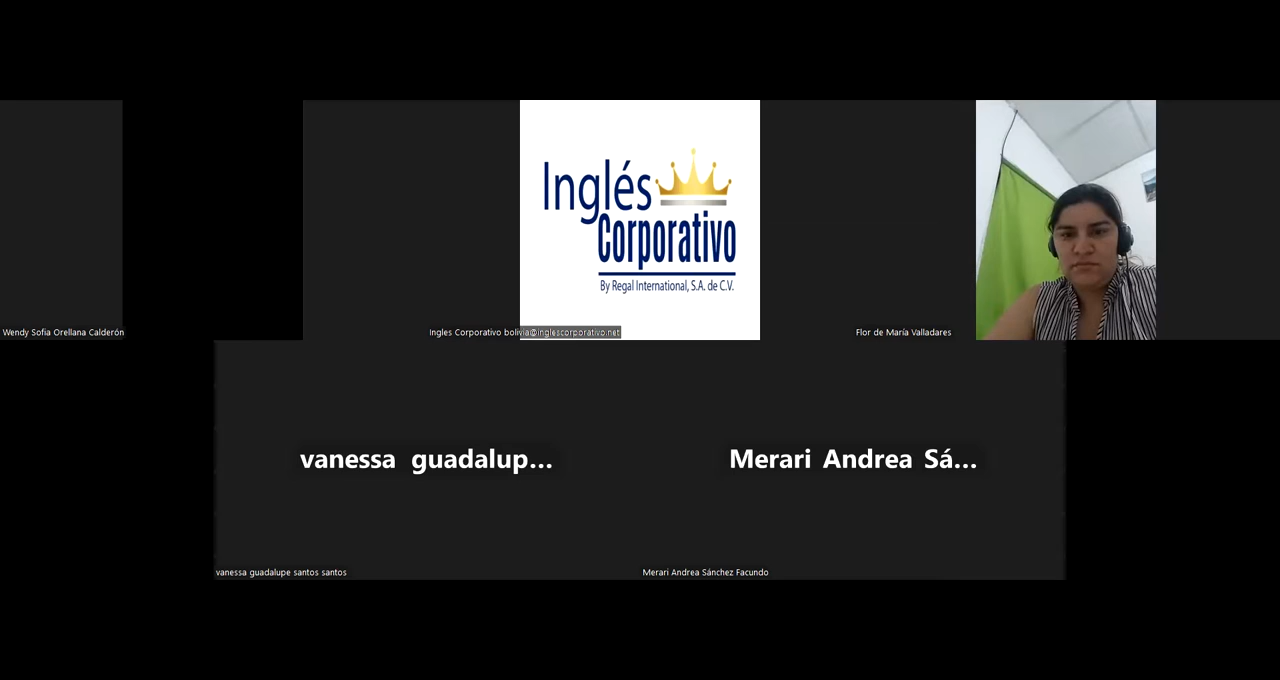 Inglés
Corporativo
By Regal International, S.A. de C.V.
Wendy Sofia Orellana Calderón
Ingles Corporativo bolivia@inglescorporativo.net
Flor de María Valladares
vanessa guadalup...
Merari Andrea Sá...
vanessa guadalupe santos santos
Merari Andrea Sánchez Facundo